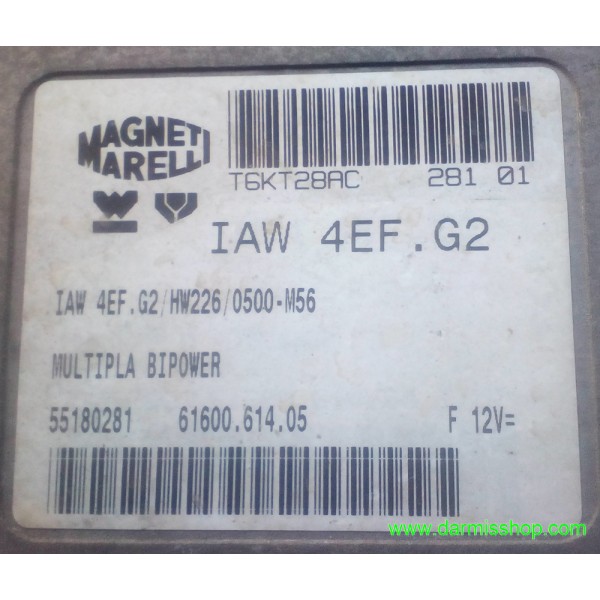 MAGNETI
MARELLI
T6KT28AC 281 01
IAW 4EF.G2
IAW 4EF.G2/HW226/0500-M56
MULTIPLA BIPOWER
55180281 61600.614.05 F 12V=
www.darmisshop.com